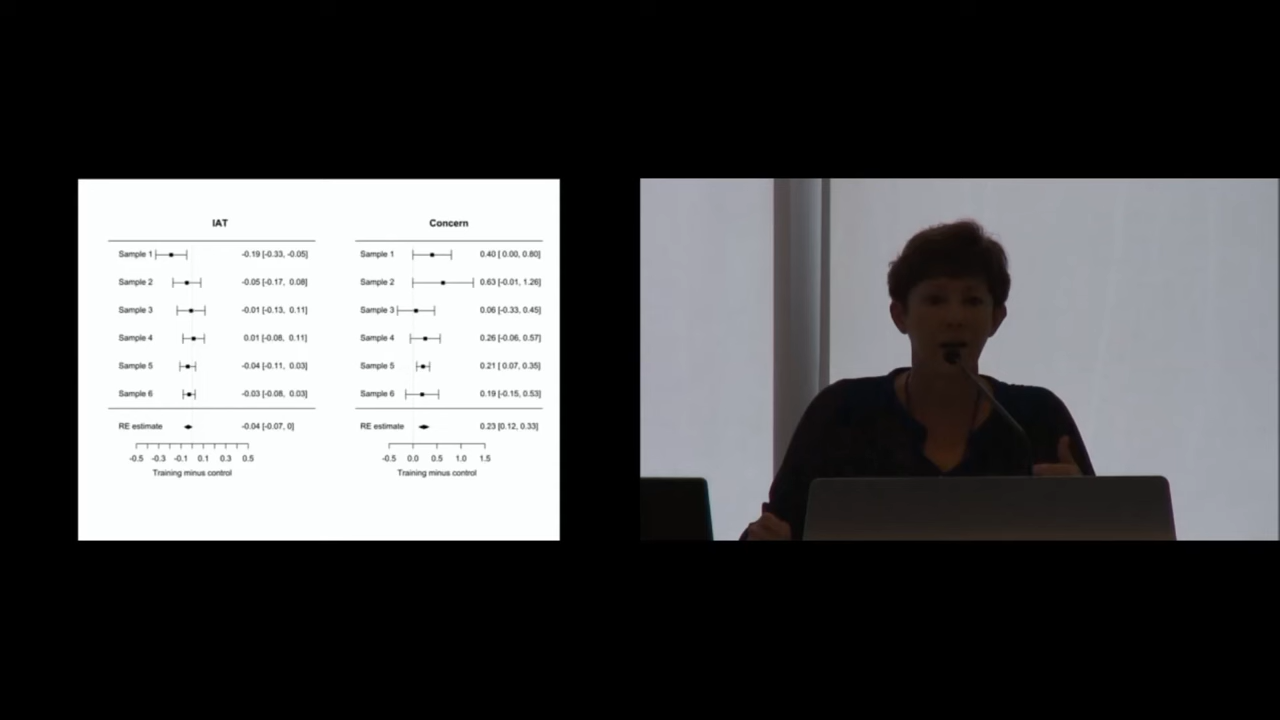 IAT
Sample 1 -0.19 [-0.33, -0.05]
Sample 2 -0.05 [-0.17, 0.08]
Sample 3 -0.01 [-0.13, 0.11]
Sample 4 0.01 [-0.08, 0.11]
Sample 5 -0.04 [-0.11, 0.03]
Sample 6 -0.03 [-0.08, 0.03]
RE estimate -0.04 [-0.07, 0]
-0.5 -0.3 -0.1 0.1 0.3 0.5
Training minus control
Concern
Sample 1 0.40 [ 0.00, 0.80]
Sample 2 0.63 [-0.01, 1.26]
Sample 3 0.06 [-0.33, 0.45]
Sample 4 0.26 [-0.06, 0.57]
Sample 5 0.21 [ 0.07, 0.35]
Sample 6 0.19 [-0.15, 0.53]
RE estimate 0.23 [0.12, 0.33]
-0.5 0.0 0.5 1.0 1.5
Training minus control